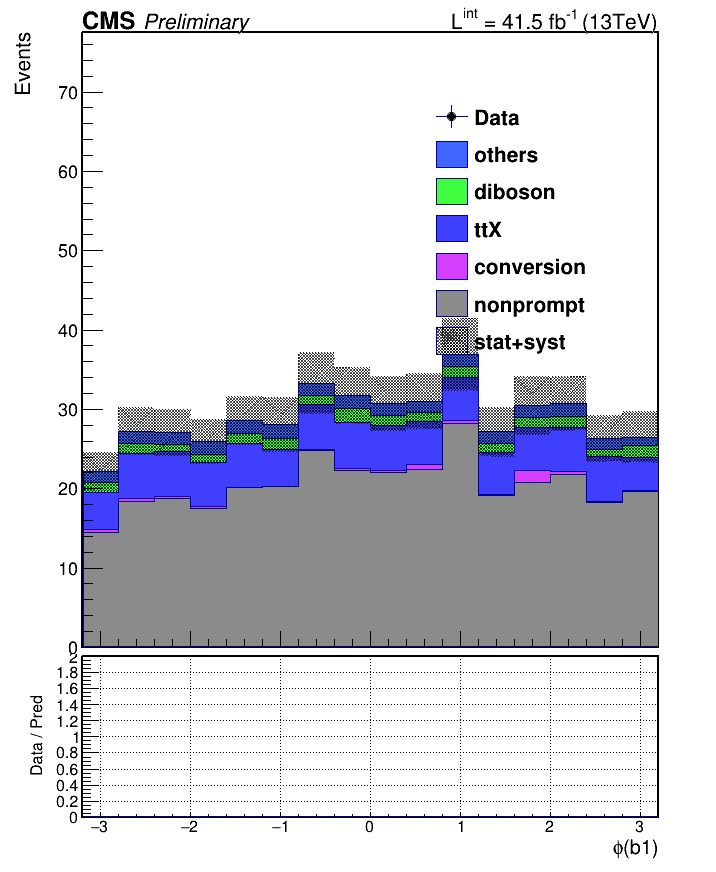 CMS Preliminary L^int = 41.5 fb^-1 (13TeV)
Events
70
60
50
40
30
20
10
0
Data
others
diboson
ttX
conversion
nonprompt
stat+syst
Data / Pred
2
1.8
1.6
1.4
1.2
1
0.8
0.6
0.4
0.2
0
−3 −2 −1 0 1 2 3
ϕ(b1)